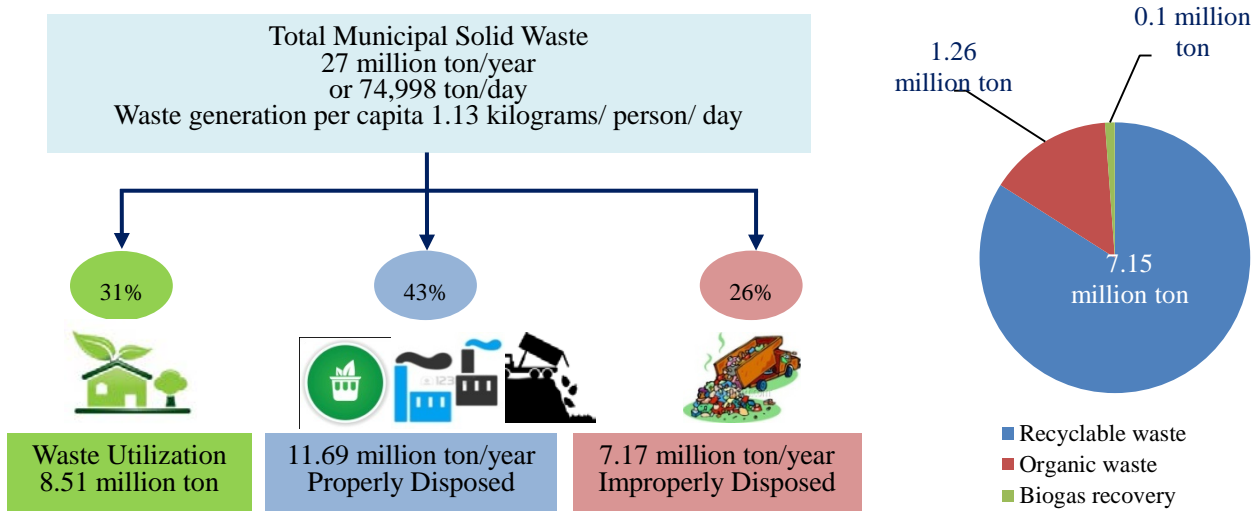 Total Municipal Solid Waste
27 million ton/year
or 74,998 ton/day
Waste generation per capita 1.13 kilograms/ person/ day
31%
43%
26%
123
Waste Utilization
8.51 million ton
11.69 million ton/year
Properly Disposed
7.17 million ton/year
Improperly Disposed
0.1 million
ton
1.26
million ton
7.15
million ton
Recyclable waste
Organic waste
Biogas recovery